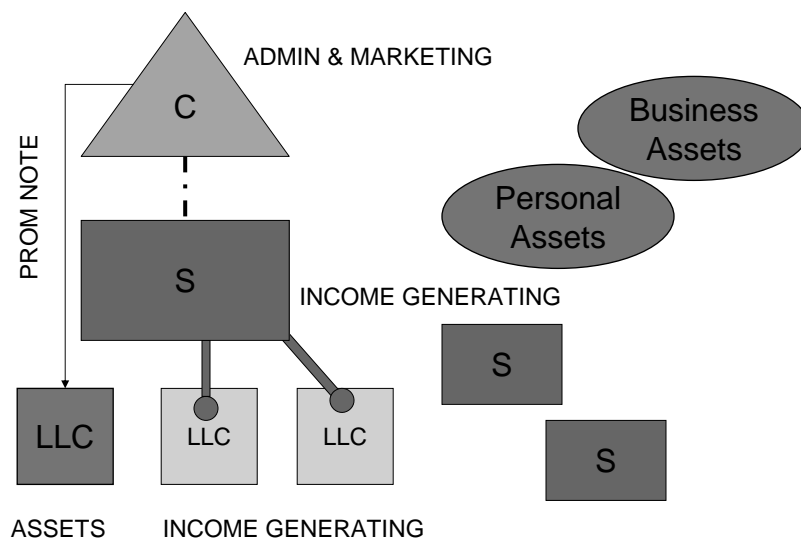 ADMIN & MARKETING
C
Business
Assets
PROM NOTE
Personal
Assets
S
INCOME GENERATING
S
LLC
LLC
LLC
S
ASSETS
INCOME GENERATING